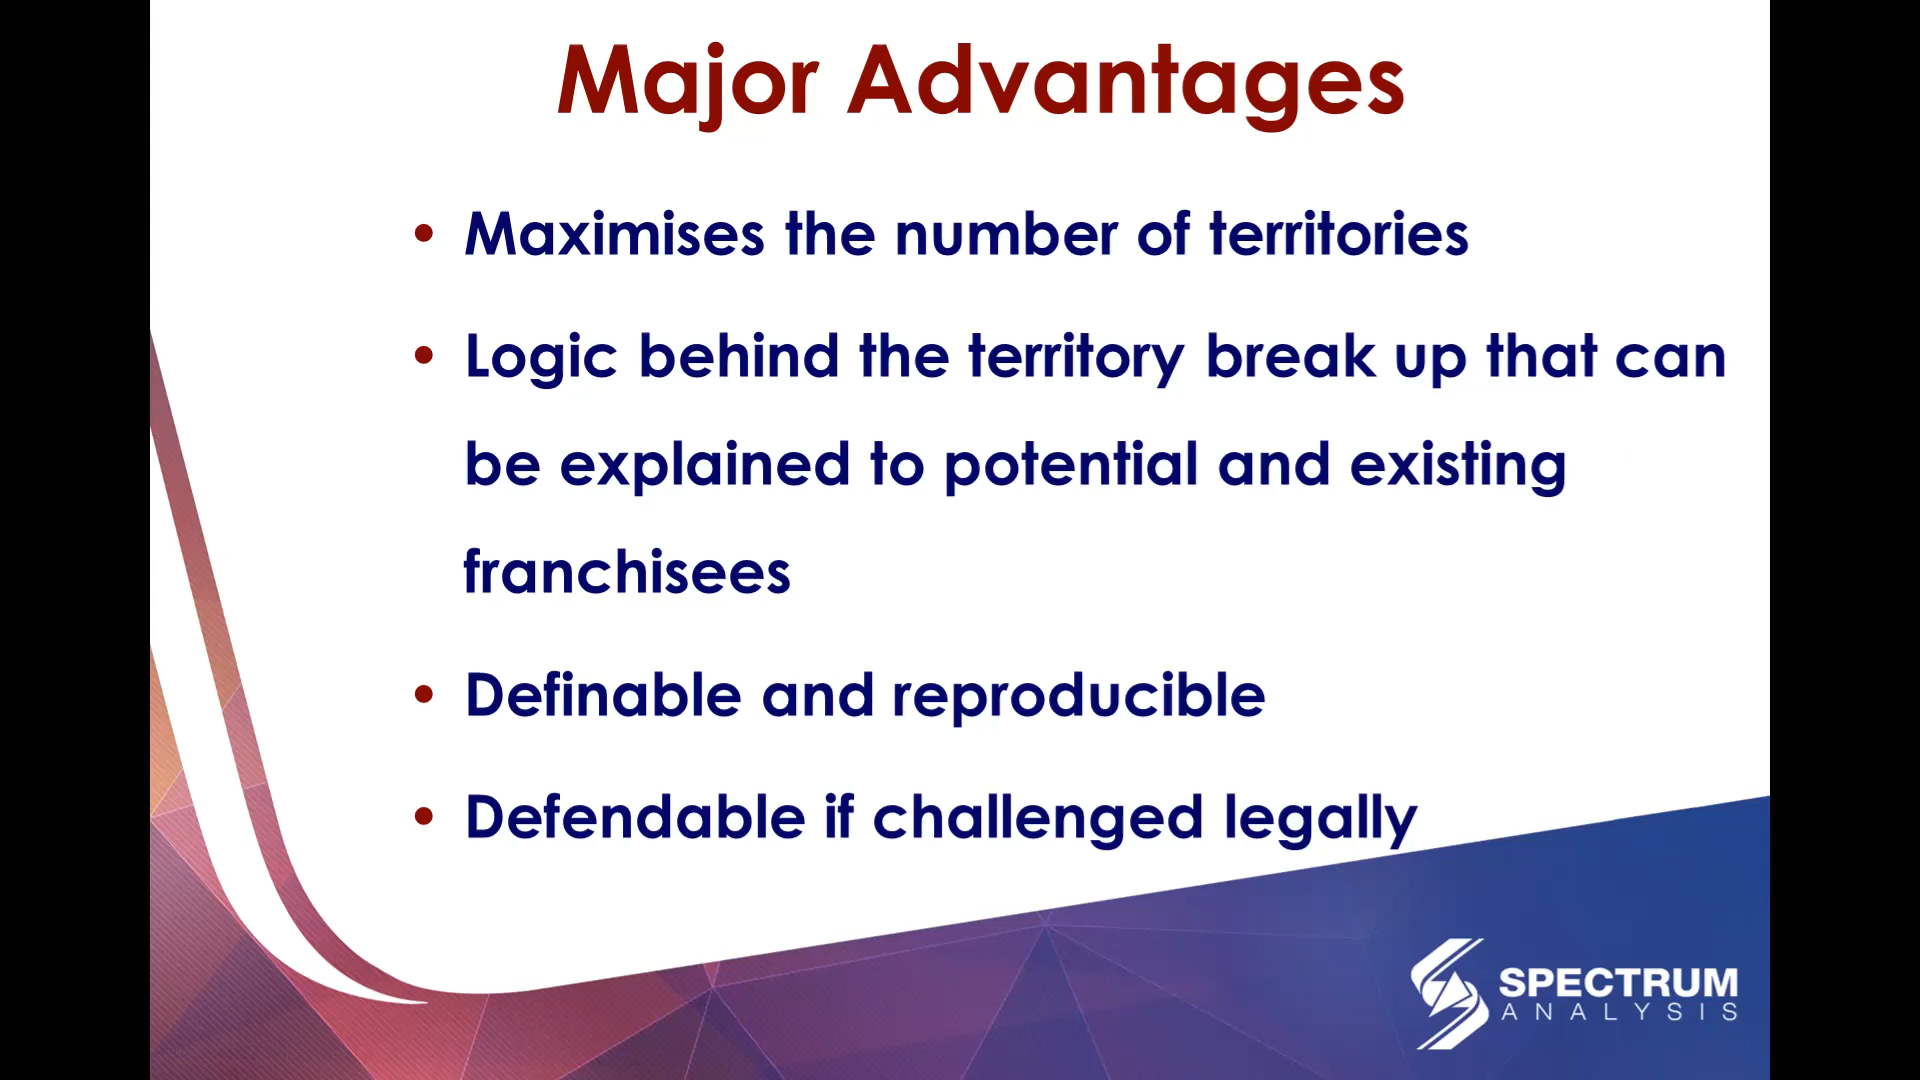 Major Advantages
• Maximises the number of territories
• Logic behind the territory break up that can
be explained to potential and existing
franchisees
• Definable and reproducible
• Defendable if challenged legally
SPECTRUM
ANALYSIS